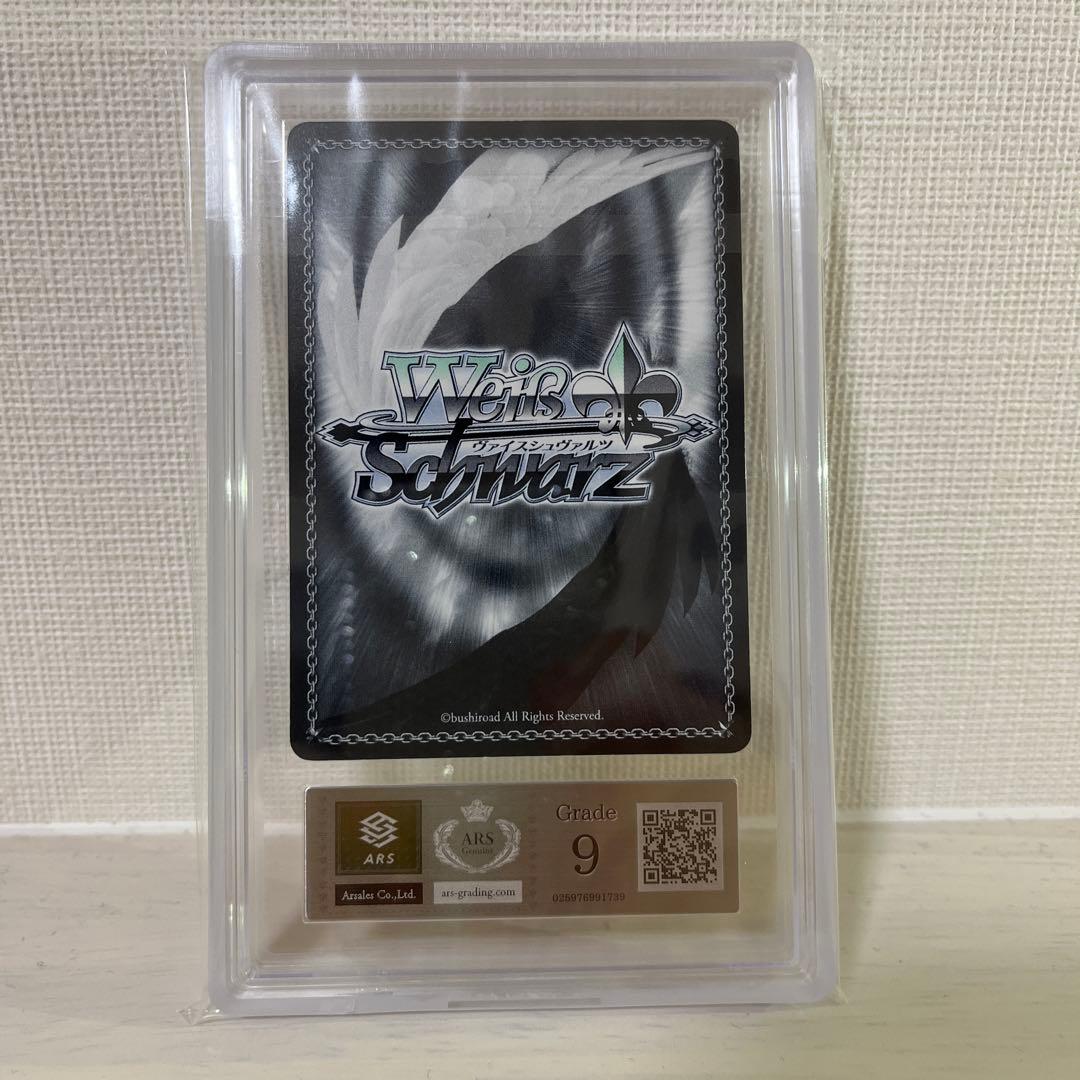 Weiß
ヴァイスシュヴァルツ
Schwarz
©bushiroad All Rights Reserved.
ARS
Arsales Co.,Ltd.
ARS
Genuine
ars-grading.com
Grade
9
025976991739